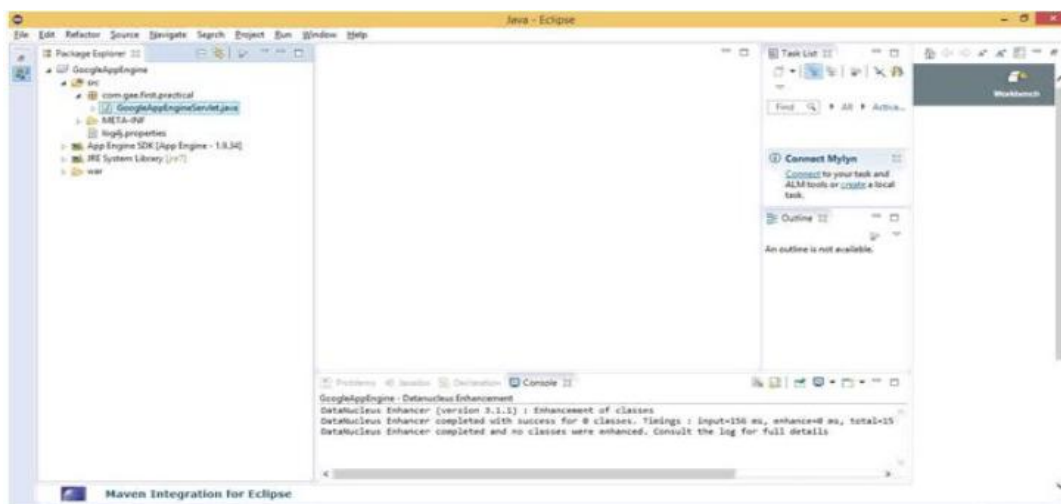 Java - Eclipse
File Edit Refactor Source Navigate Search Project Run Window Help
Package Explorer
GoogleAppEngine
src
com.gae.first.practical
GoogleAppEngineServlet.java
META-INF
log4j.properties
App Engine SDK [App Engine - 1.9.34]
JRE System Library [jre7]
war
Task List
Find All Activa...
Connect Mylyn
Connect to your task and
ALM tools or create a local
task.
Outline
An outline is not available.
Workbench
Problems Javadoc Declaration Console
GoogleAppEngine - Datanucleus Enhancement
DataNucleus Enhancer (version 3.1.1) : Enhancement of classes
DataNucleus Enhancer completed with success for 0 classes. Timings : input=156 ms, enhance=0 ms, total=15
DataNucleus Enhancer completed and no classes were enhanced. Consult the log for full details
Maven Integration for Eclipse